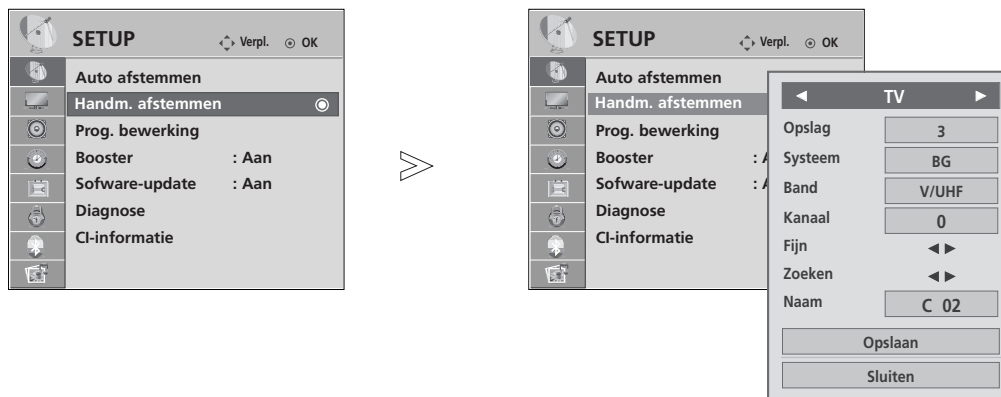 SETUP Verpl. OK
Auto afstemmen
Handm. afstemmen
Prog. bewerking
Booster : Aan
Sofware-update : Aan
Diagnose
CI-informatie
SETUP Verpl. OK
Auto afstemmen
Handm. afstemmen
Prog. bewerking
Booster : A
Sofware-update : A
Diagnose
CI-informatie
◄ TV ►
Opslag 3
Systeem BG
Band V/UHF
Kanaal 0
Fijn ◄ ►
Zoeken ◄ ►
Naam C 02
Opslaan
Sluiten